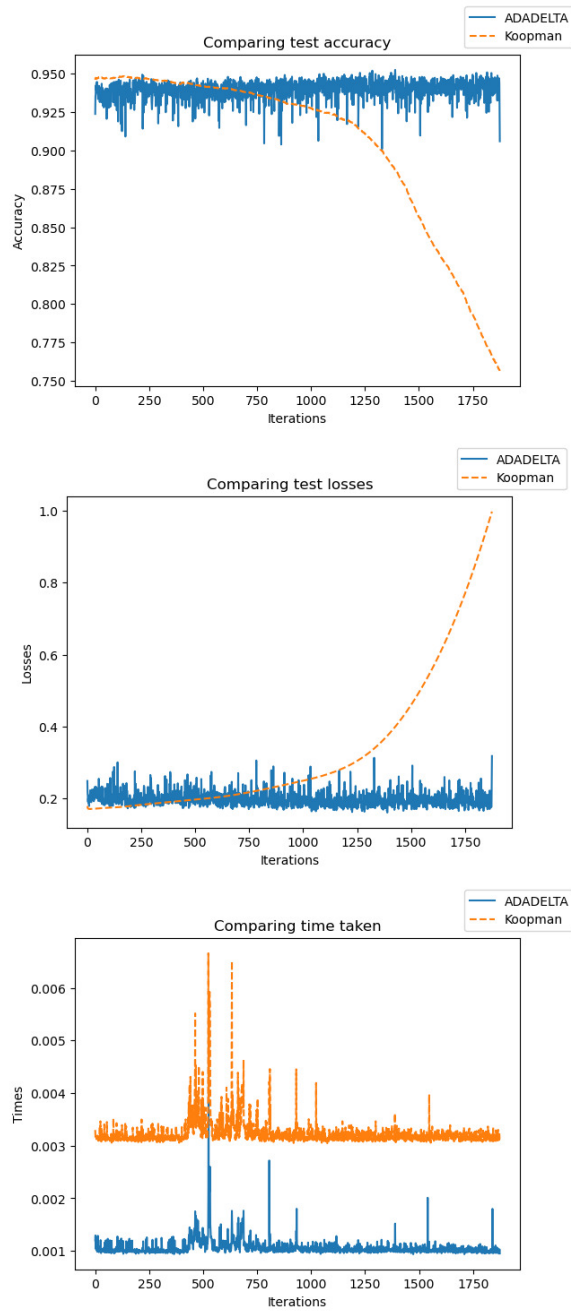 ADADELTA
Koopman
Comparing test accuracy
0.950
0.925
0.900
0.875
0.850
0.825
0.800
0.775
0.750
Accuracy
0 250 500 750 1000 1250 1500 1750
Iterations
ADADELTA
Koopman
Comparing test losses
1.0
0.8
0.6
0.4
0.2
Losses
0 250 500 750 1000 1250 1500 1750
Iterations
ADADELTA
Koopman
Comparing time taken
0.006
0.005
0.004
0.003
0.002
0.001
Times
0 250 500 750 1000 1250 1500 1750
Iterations